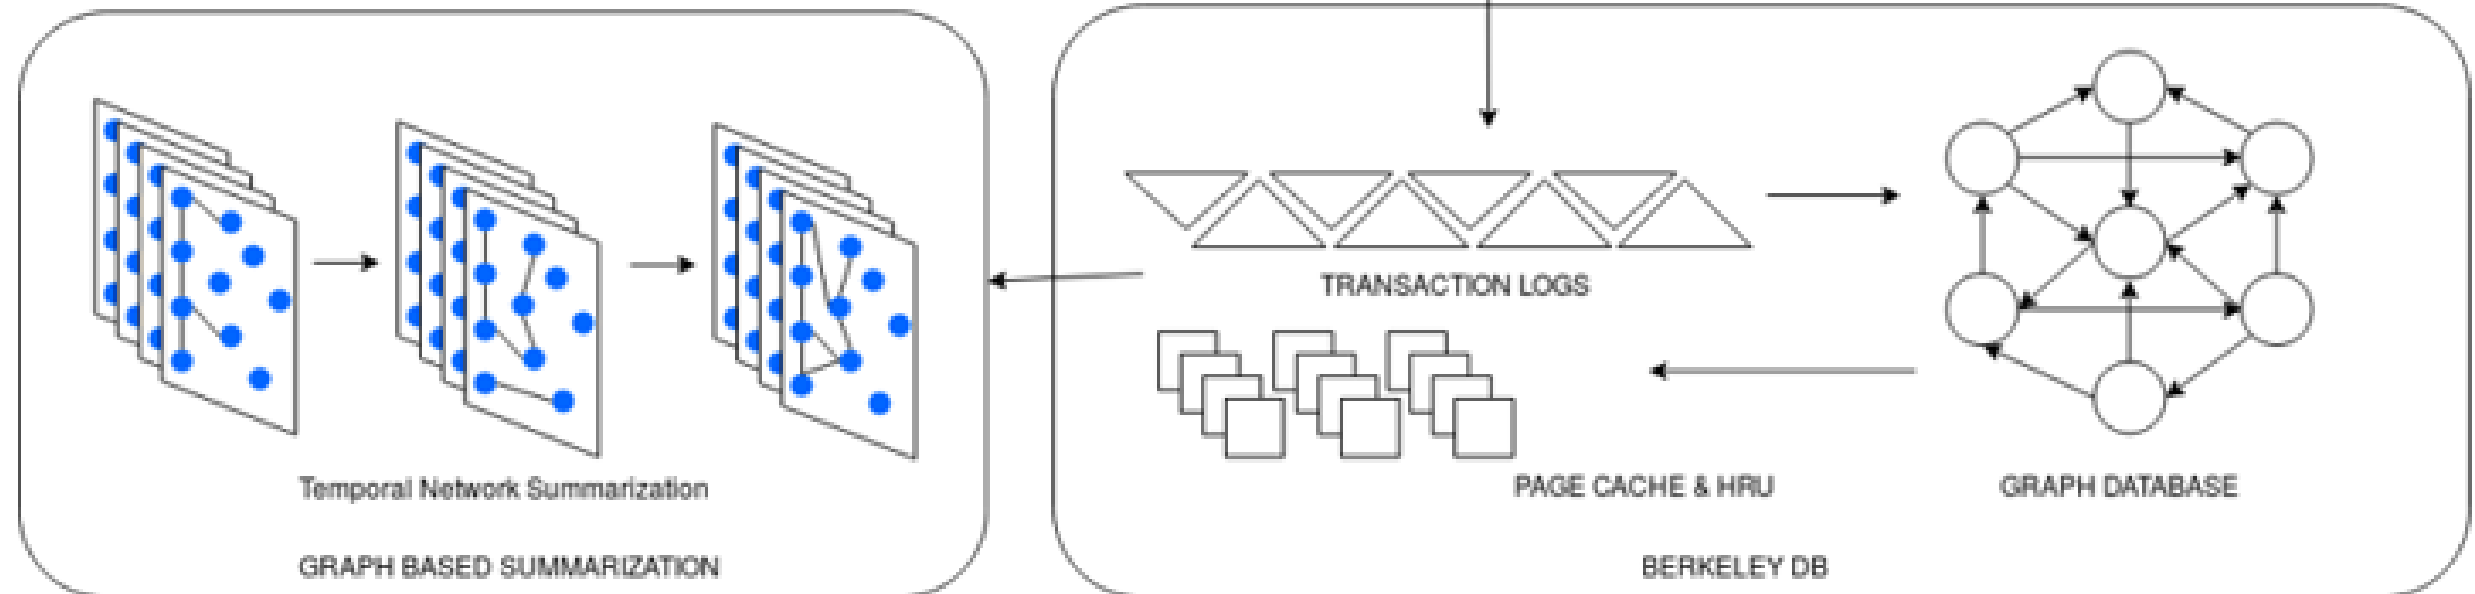 TRANSACTION LOGS
Temporal Network Summarization
PAGE CACHE & HRU
GRAPH DATABASE
GRAPH BASED SUMMARIZATION
BERKELEY DB